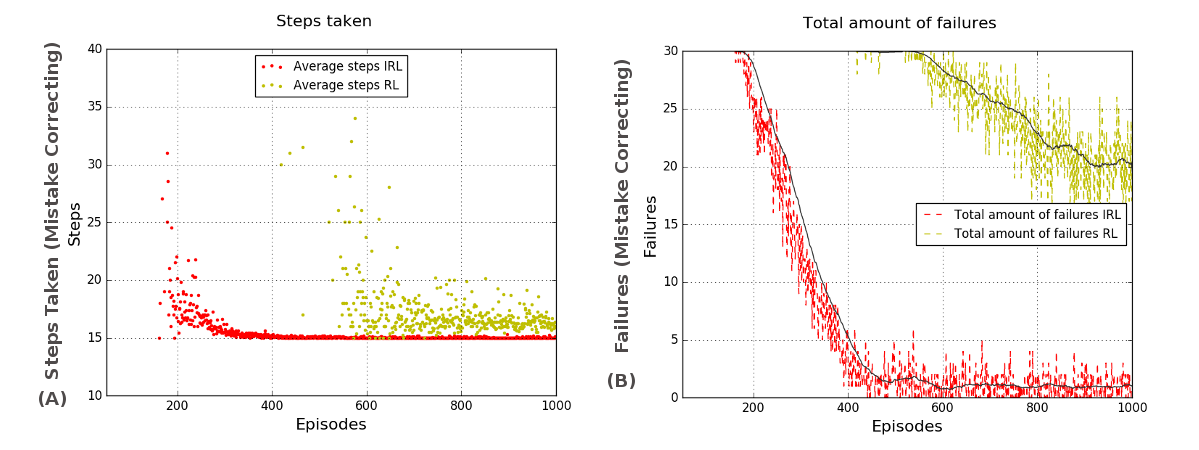 Steps taken
Steps Taken (Mistake Correcting)
Steps
40
35
30
25
20
15
10
Average steps IRL
Average steps RL
200
400
600
800
1000
Episodes
(A)
Total amount of failures
Failures (Mistake Correcting)
Failures
30
25
20
15
10
5
0
Total amount of failures IRL
Total amount of failures RL
200
400
600
800
1000
Episodes
(B)